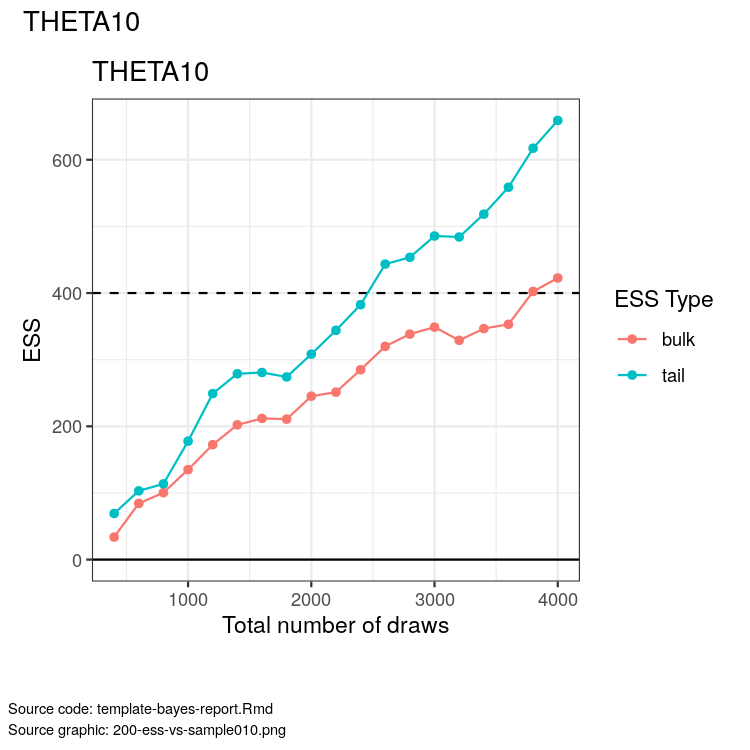 THETA10
THETA10
600
400
200
0
ESS
1000 2000 3000 4000
Total number of draws
ESS Type
bulk
tail
Source code: template-bayes-report.Rmd
Source graphic: 200-ess-vs-sample010.png